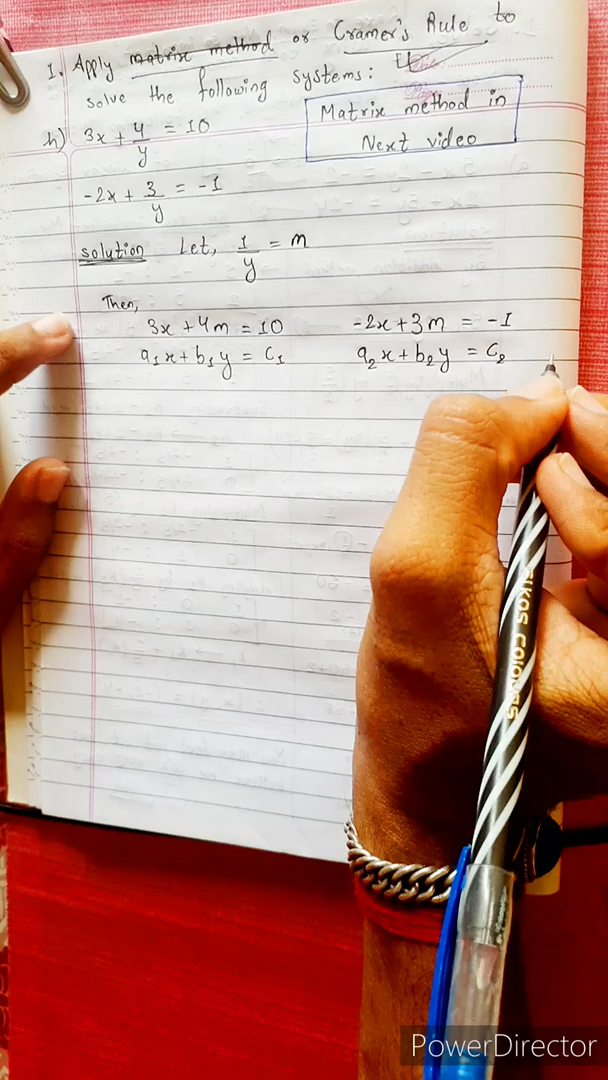 1. Apply matrix method or Cramer's Rule to
solve the following systems:
Matrix method in
Next video
h) 3x + 4/y = 10
-2x + 3/y = -1
solution Let, 1/y = m
Then,
3x + 4m = 10 -2x + 3m = -1
a₁x + b₁y = c₁ a₂x + b₂y = c₂
COLORS
PowerDirector